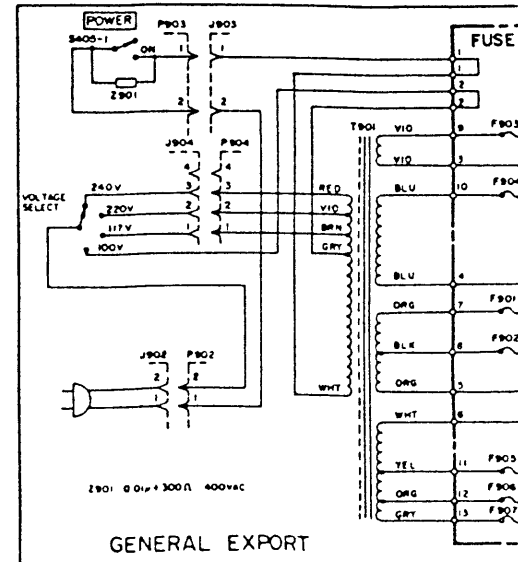 POWER
P903 J903
S405-1
ON
1 1
Z901
2 2
J904 P904
4 4
240V 3 3
VOLTAGE SELECT
220V 2 2
117V 1 1
100V
J902 P902
2 2
1 1
Z901 0.01μ+300Ω 400VAC
GENERAL EXPORT
FUSE
1
1
2
2
T901
VIO 9 F903
VIO 3
BLU 10 F904
RED
VIO
BRN
GRY
BLU 4
ORG 7 F901
BLK 8 F902
WHT
ORG 5
WHT 6
YEL 11 F905
ORG 12 F906
GRY 13 F907